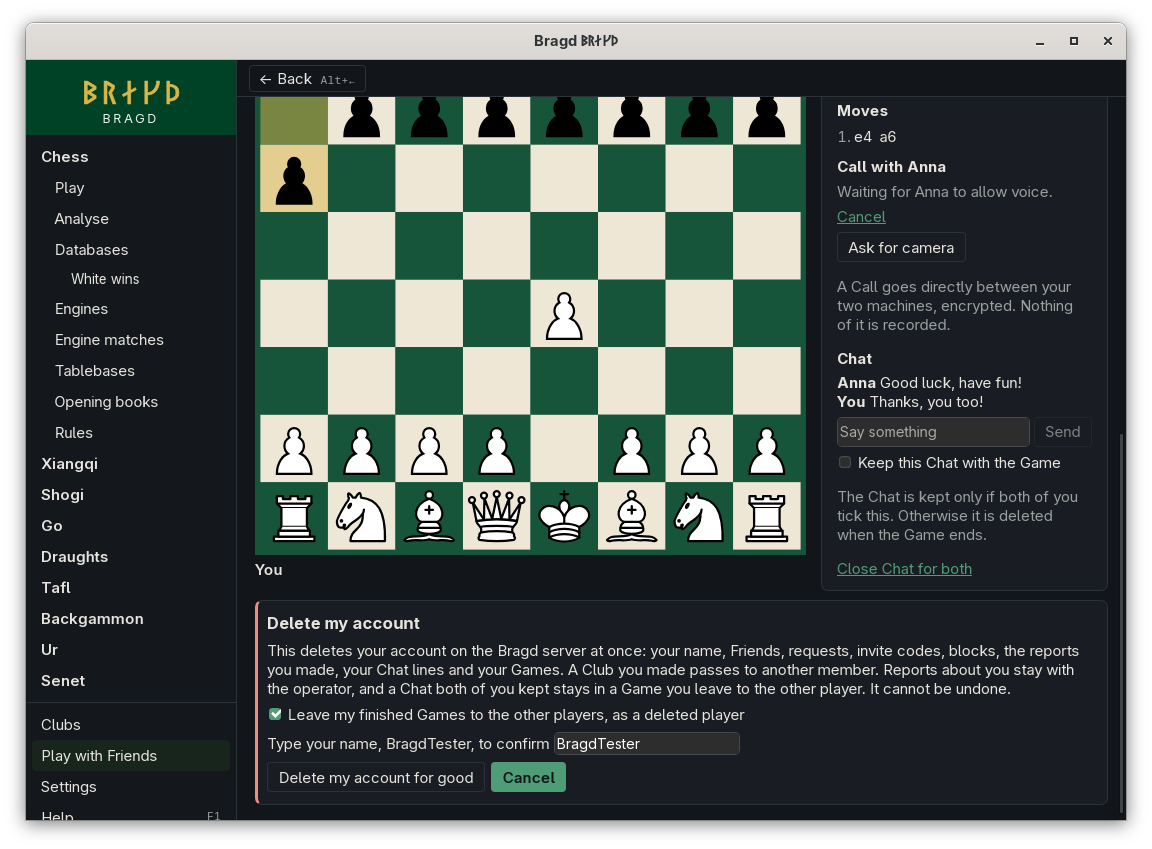 Bragd ᛒᚱᛅᚴᚦ
ᛒᚱᛅᚴᚦ
BRAGD
← Back Alt+←
Chess
Play
Analyse
Databases
White wins
Engines
Engine matches
Tablebases
Opening books
Rules
Xiangqi
Shogi
Go
Draughts
Tafl
Backgammon
Ur
Senet
Clubs
Play with Friends
Settings
Help F1
You
Moves
1. e4 a6
Call with Anna
Waiting for Anna to allow voice.
Cancel
Ask for camera
A Call goes directly between your
two machines, encrypted. Nothing
of it is recorded.
Chat
Anna Good luck, have fun!
You Thanks, you too!
Say something Send
Keep this Chat with the Game
The Chat is kept only if both of you
tick this. Otherwise it is deleted
when the Game ends.
Close Chat for both
Delete my account
This deletes your account on the Bragd server at once: your name, Friends, requests, invite codes, blocks, the reports
you made, your Chat lines and your Games. A Club you made passes to another member. Reports about you stay with
the operator, and a Chat both of you kept stays in a Game you leave to the other player. It cannot be undone.
Leave my finished Games to the other players, as a deleted player
Type your name, BragdTester, to confirm BragdTester
Delete my account for good Cancel